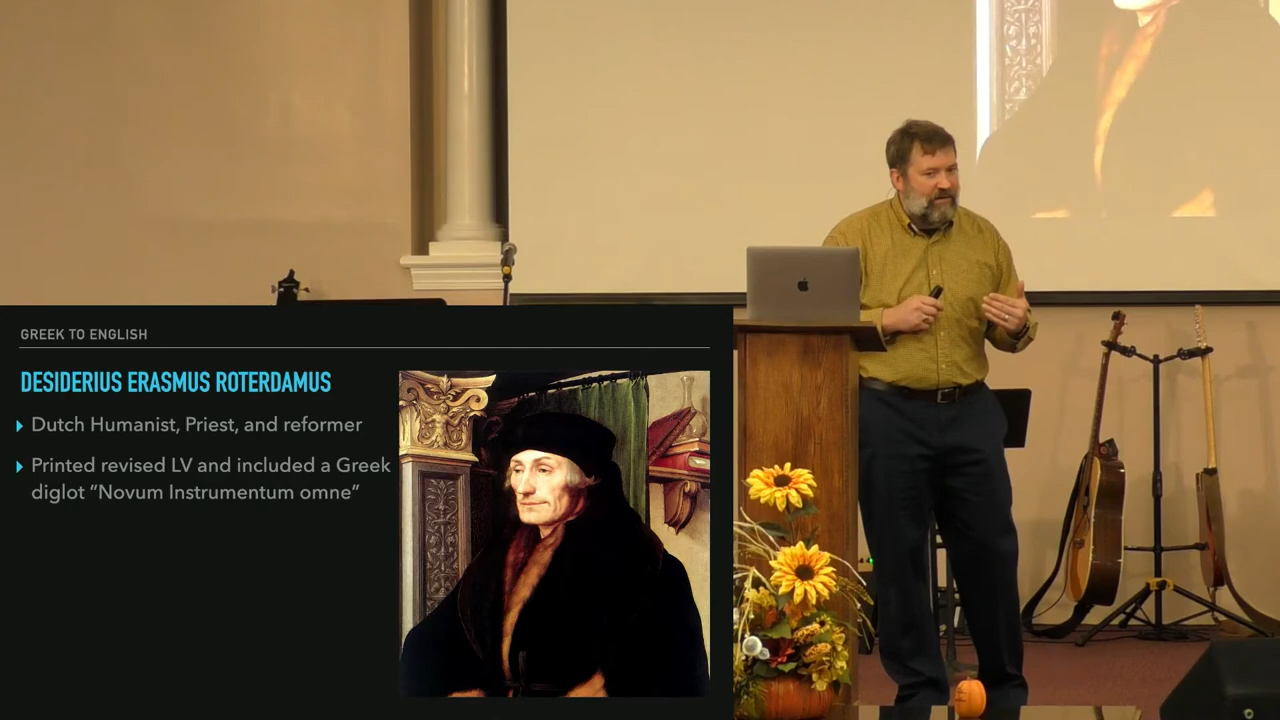 GREEK TO ENGLISH
DESIDERIUS ERASMUS ROTERDAMUS
Dutch Humanist, Priest, and reformer
Printed revised LV and included a Greek
diglot “Novum Instrumentum omne”